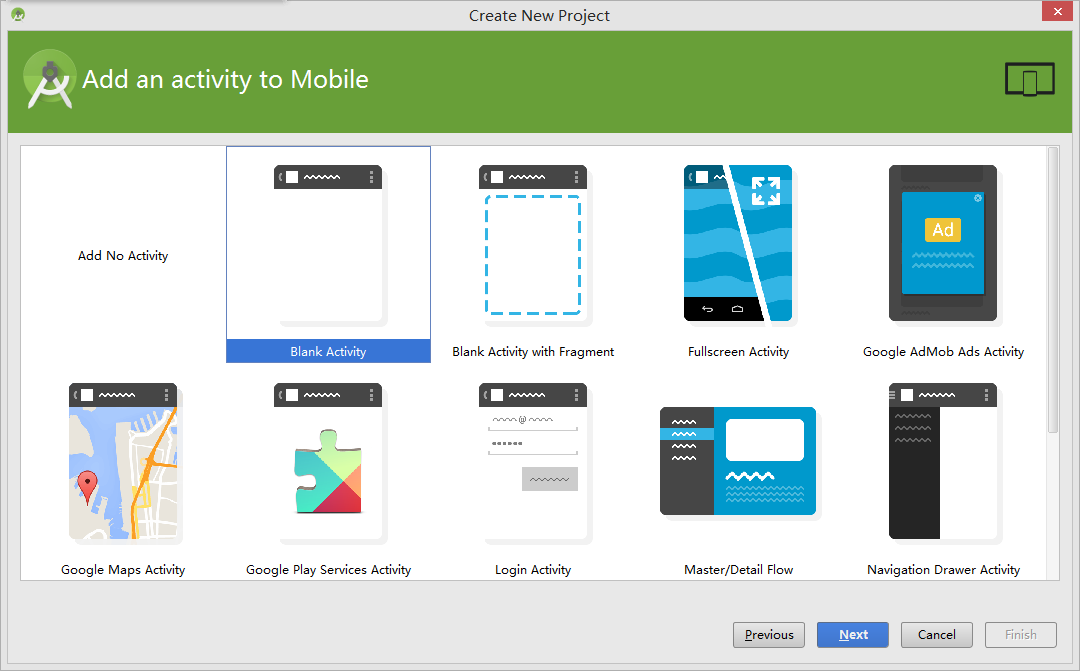 Create New Project
Add an activity to Mobile
Add No Activity
Blank Activity
Blank Activity with Fragment
Fullscreen Activity
Ad
Google AdMob Ads Activity
@
Google Maps Activity
Google Play Services Activity
Login Activity
Master/Detail Flow
Navigation Drawer Activity
Previous
Next
Cancel
Finish